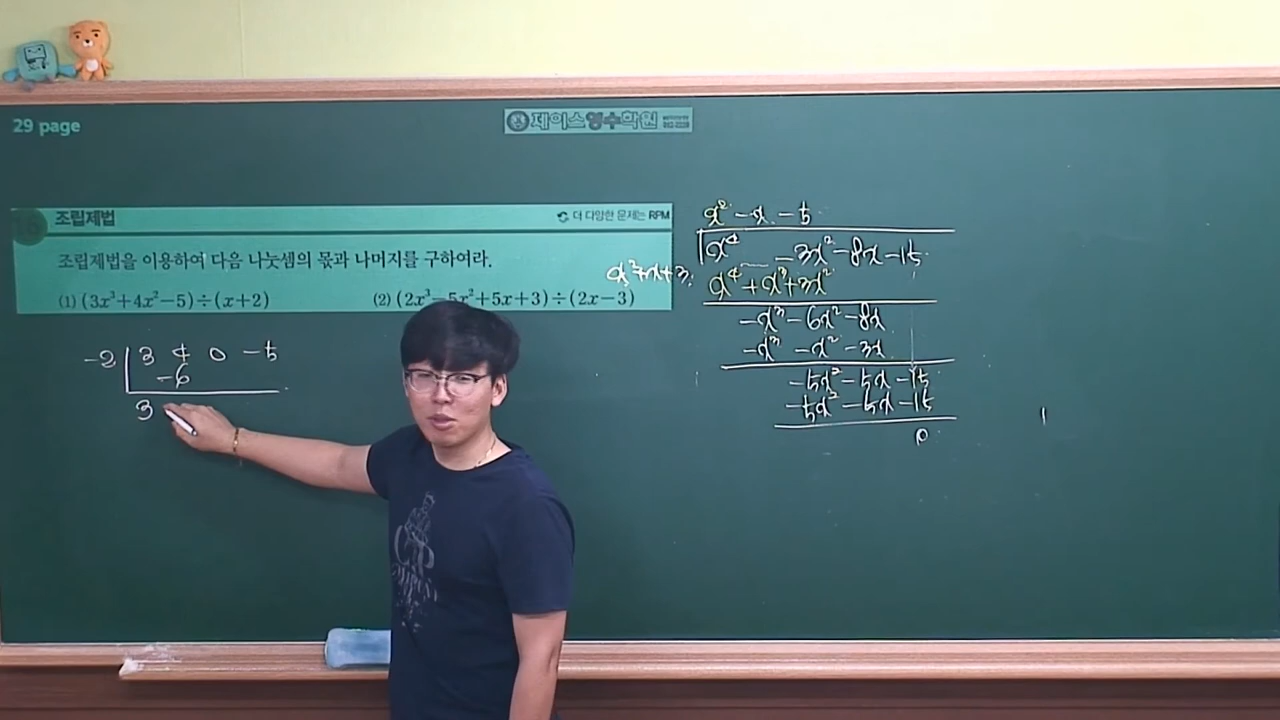 29 page
제이스영수학원
16 조립제법
더 다양한 문제는 RPM
조립제법을 이용하여 다음 나눗셈의 몫과 나머지를 구하여라.
(1) (3x³+4x²−5)÷(x+2)
(2) (2x³−5x²+5x+3)÷(2x−3)
-2 3 4 0 -5
-6
3
x² -x -5
x²+x+3
x⁴ -3x²-8x-15
x⁴+x³+3x²
-x³-6x²-8x
-x³-x²-3x
-5x²-5x-15
-5x²-5x-15
0